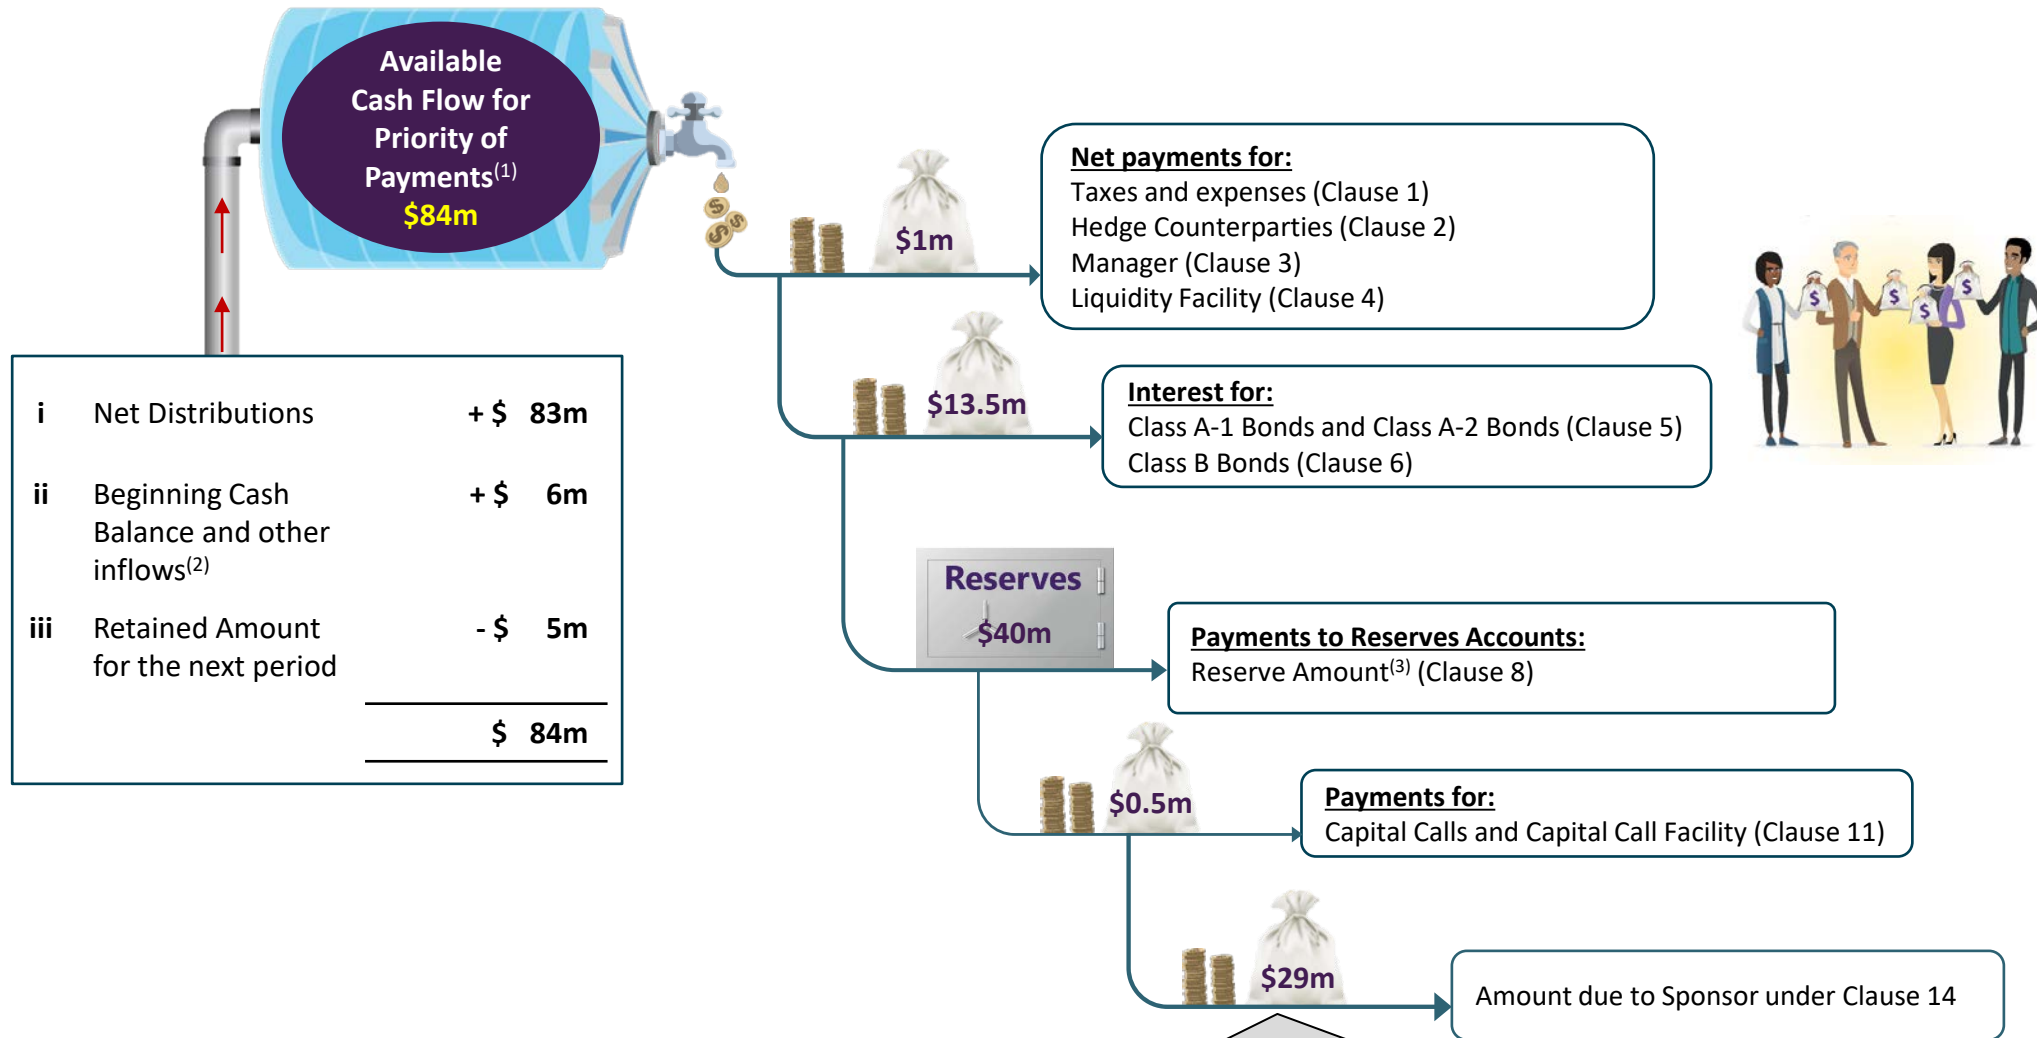 Available
Cash Flow for
Priority of
Payments(1)
$84m
i Net Distributions + $ 83m
ii Beginning Cash + $ 6m
Balance and other
inflows(2)
iii Retained Amount - $ 5m
for the next period
$ 84m
$1m
Net payments for:
Taxes and expenses (Clause 1)
Hedge Counterparties (Clause 2)
Manager (Clause 3)
Liquidity Facility (Clause 4)
$13.5m
Interest for:
Class A-1 Bonds and Class A-2 Bonds (Clause 5)
Class B Bonds (Clause 6)
Reserves
$40m
Payments to Reserves Accounts:
Reserve Amount(3) (Clause 8)
$0.5m
Payments for:
Capital Calls and Capital Call Facility (Clause 11)
$29m
Amount due to Sponsor under Clause 14
$ $ $ $